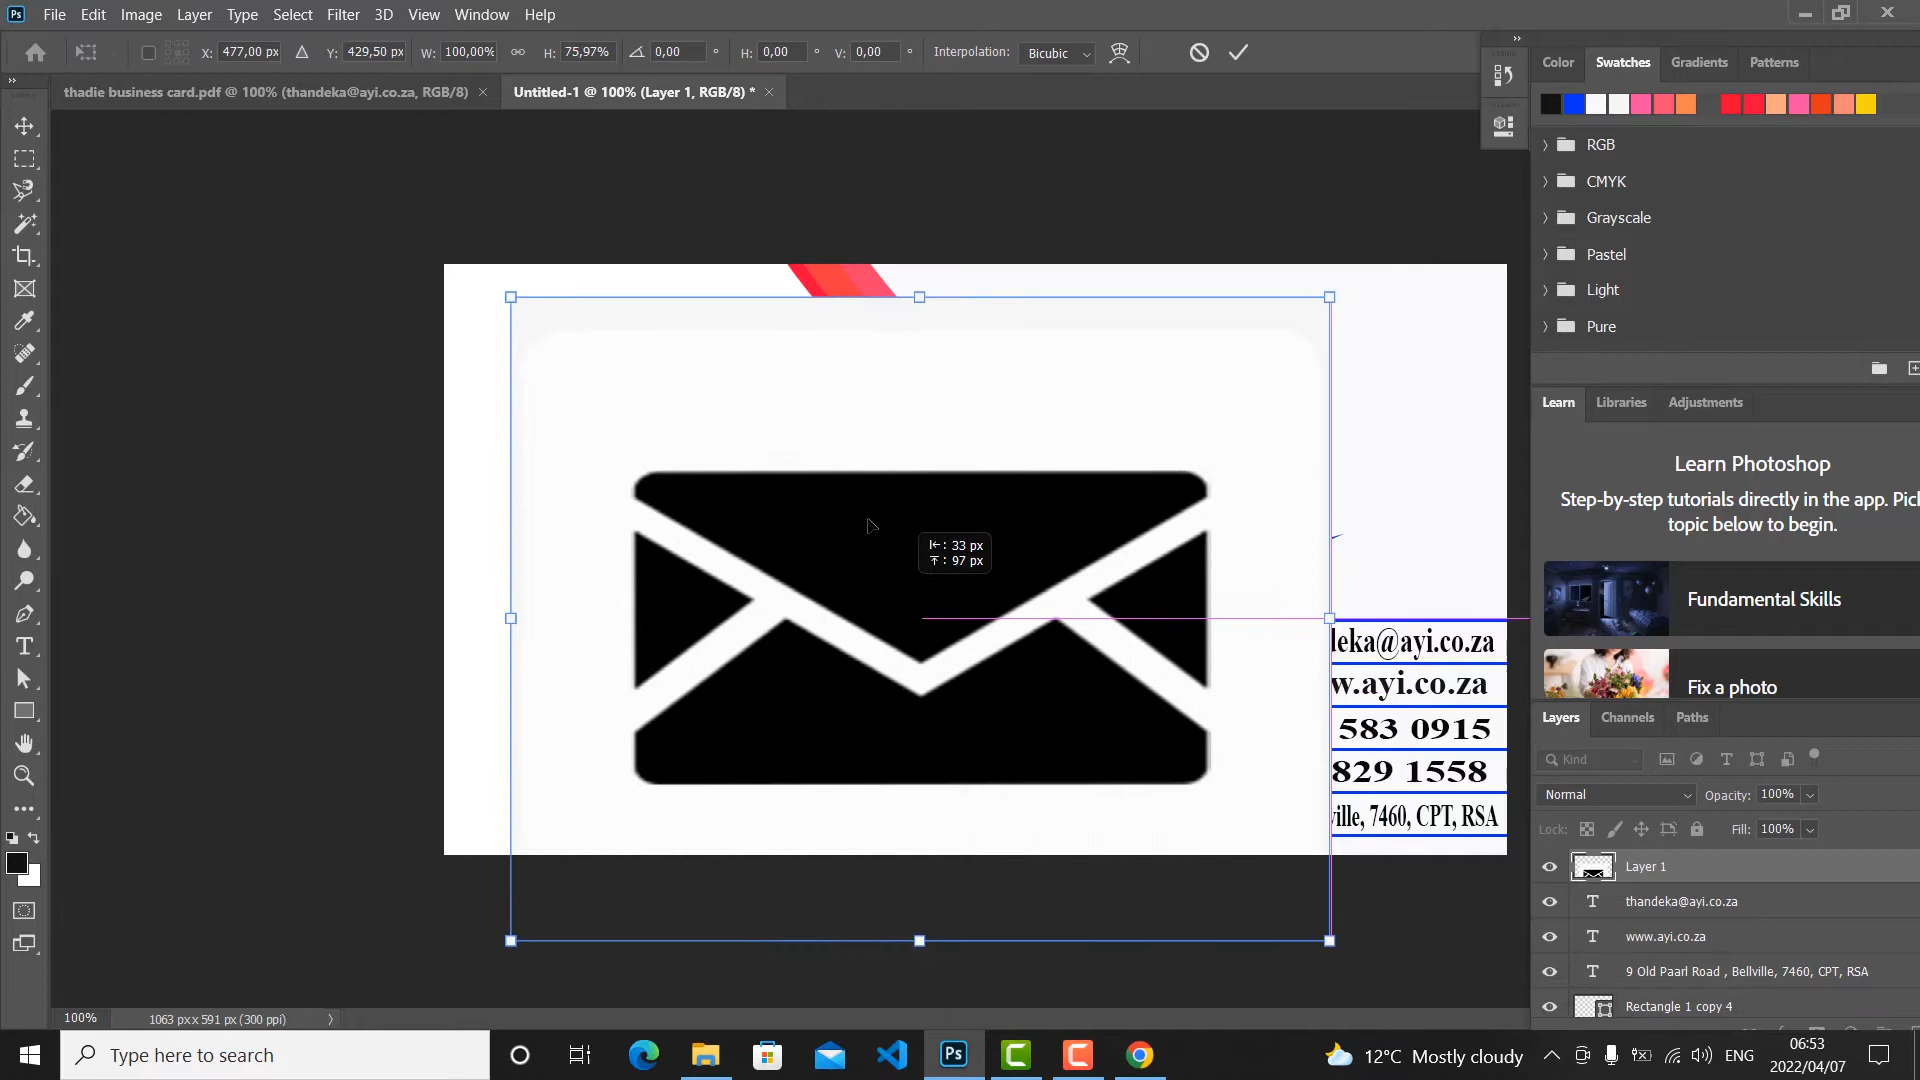 Ps File Edit Image Layer Type Select Filter 3D View Window Help
X: 477,00 px Y: 429,50 px W: 100,00% H: 75,97% 0,00 ° H: 0,00 ° V: 0,00 ° Interpolation: Bicubic
thadie business card.pdf @ 100% (thandeka@ayi.co.za, RGB/8) × Untitled-1 @ 100% (Layer 1, RGB/8) * ×
Color Swatches Gradients Patterns
RGB
CMYK
Grayscale
Pastel
Light
Pure
Learn Libraries Adjustments
Learn Photoshop
Step-by-step tutorials directly in the app. Pick
topic below to begin.
Fundamental Skills
Fix a photo
: 33 px
: 97 px
deka@ayi.co.za
w.ayi.co.za
583 0915
829 1558
ville, 7460, CPT, RSA
Layers Channels Paths
Kind
Normal Opacity: 100%
Lock: Fill: 100%
Layer 1
T thandeka@ayi.co.za
T www.ayi.co.za
T 9 Old Paarl Road , Bellville, 7460, CPT, RSA
Rectangle 1 copy 4
100% 1063 px x 591 px (300 ppi)
Type here to search
Ps
12°C Mostly cloudy
ENG
06:53
2022/04/07